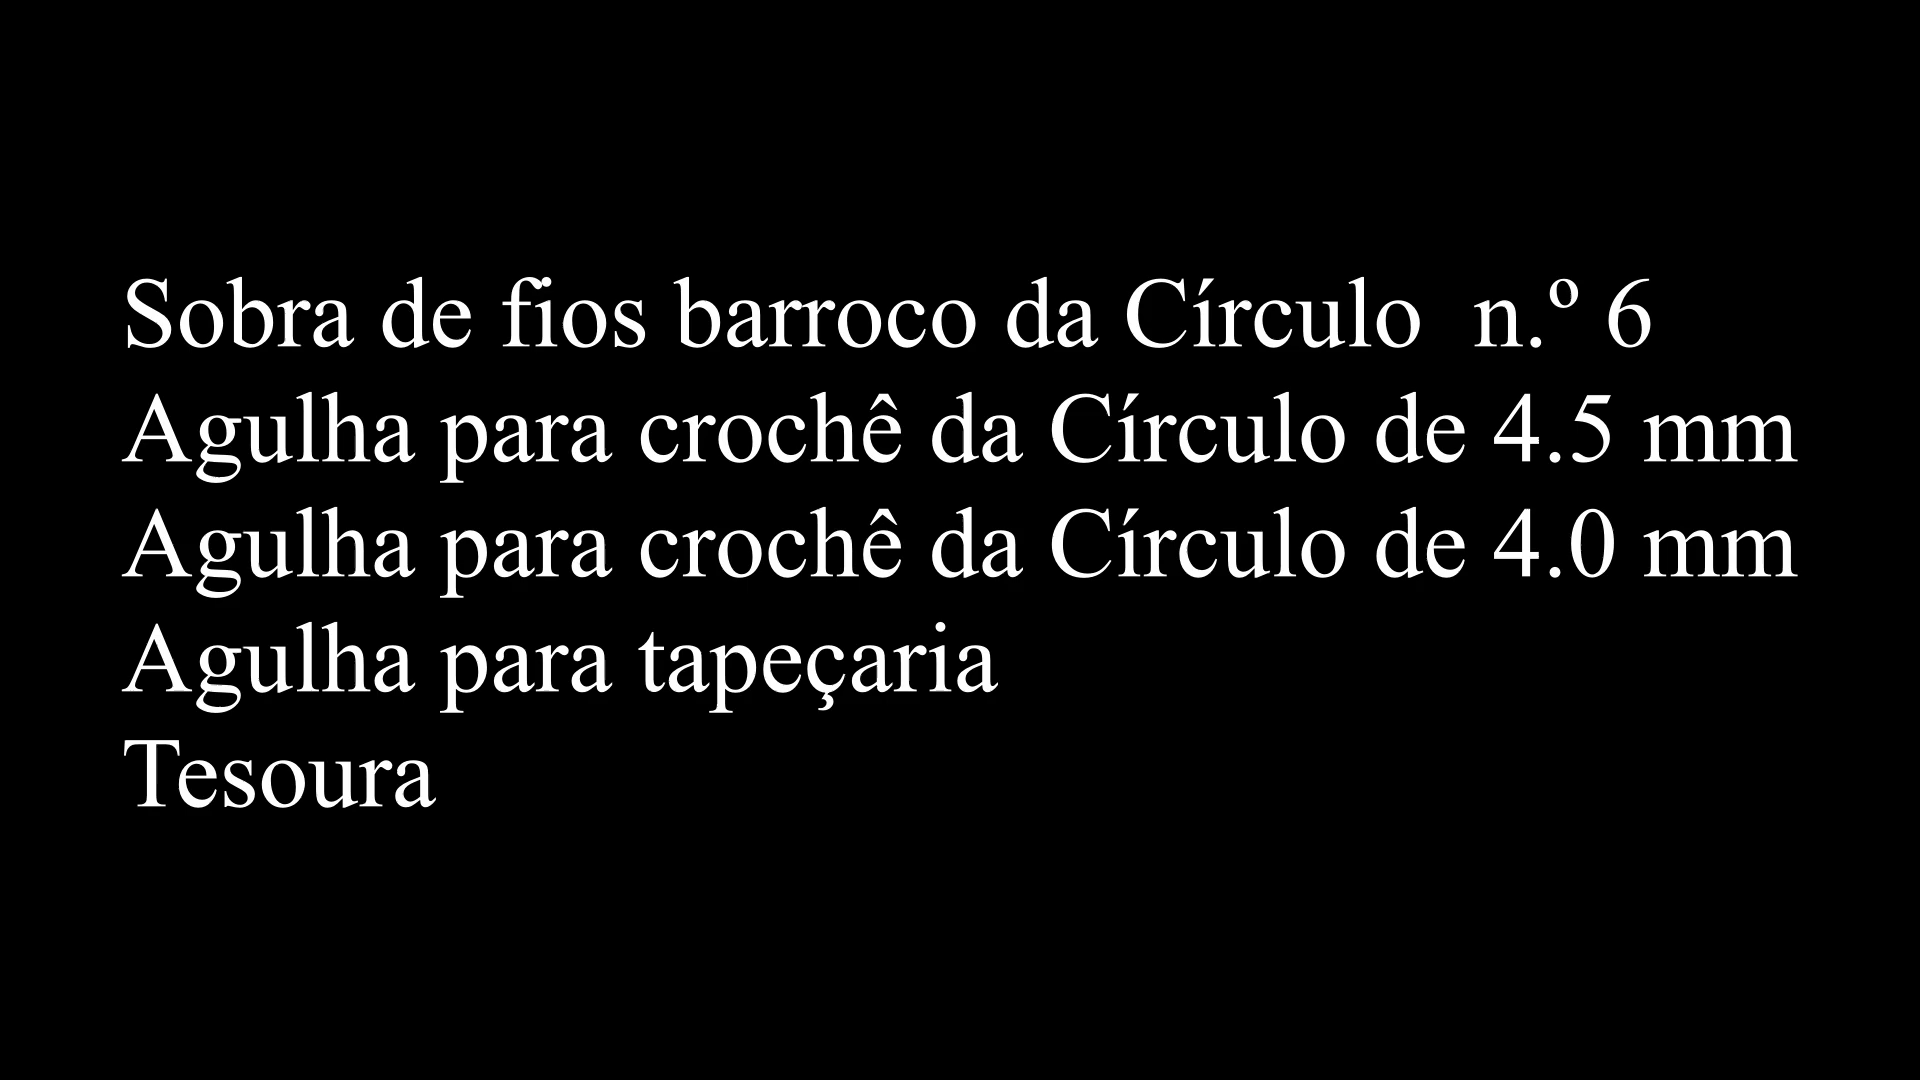 Sobra de fios barroco da Círculo  n.º 6
Agulha para crochê da Círculo de 4.5 mm
Agulha para crochê da Círculo de 4.0 mm
Agulha para tapeçaria
Tesoura